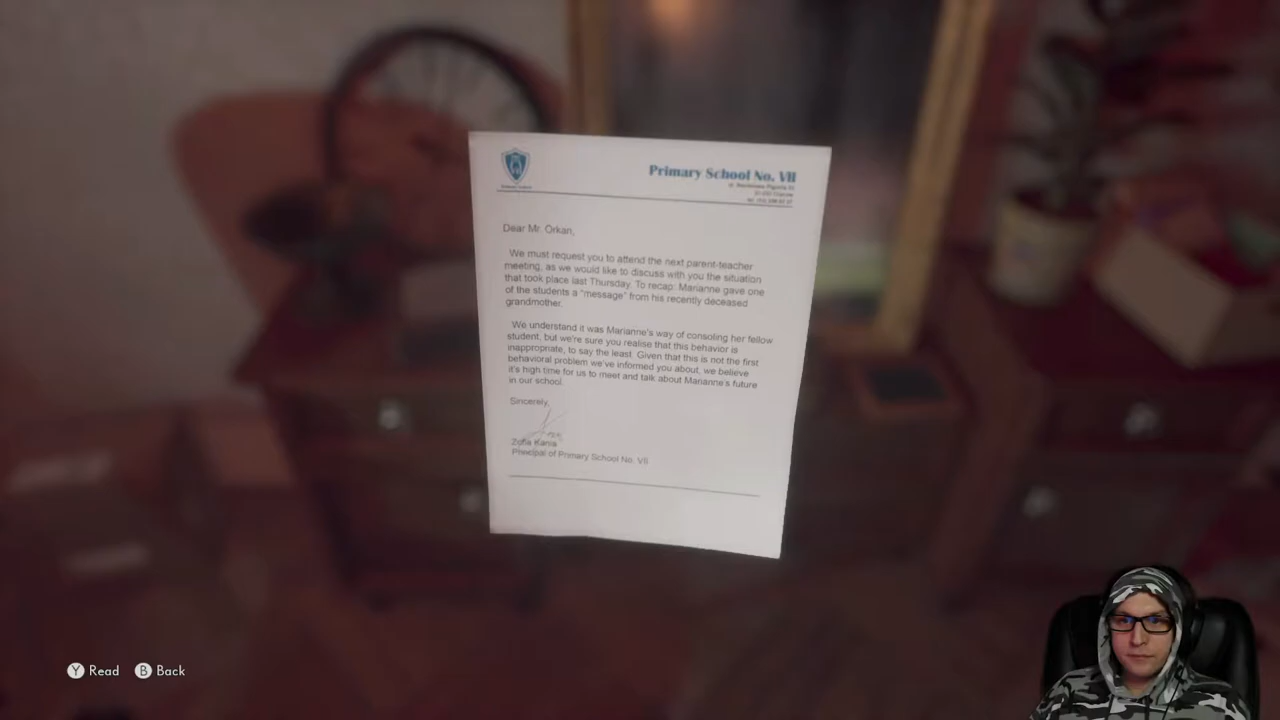 Primary School No. VII
Dear Mr. Orkan,
We must request you to attend the next parent-teacher
meeting, as we would like to discuss with you the situation
that took place last Thursday. To recap: Marianne gave one
of the students a "message" from his recently deceased
grandmother.
We understand it was Marianne's way of consoling her fellow
student, but we're sure you realise that this behavior is
inappropriate, to say the least. Given that this is not the first
behavioral problem we've informed you about, we believe
it's high time for us to meet and talk about Marianne's future
in our school.
Sincerely,
Zofia Kania
Principal of Primary School No. VII
Y Read B Back